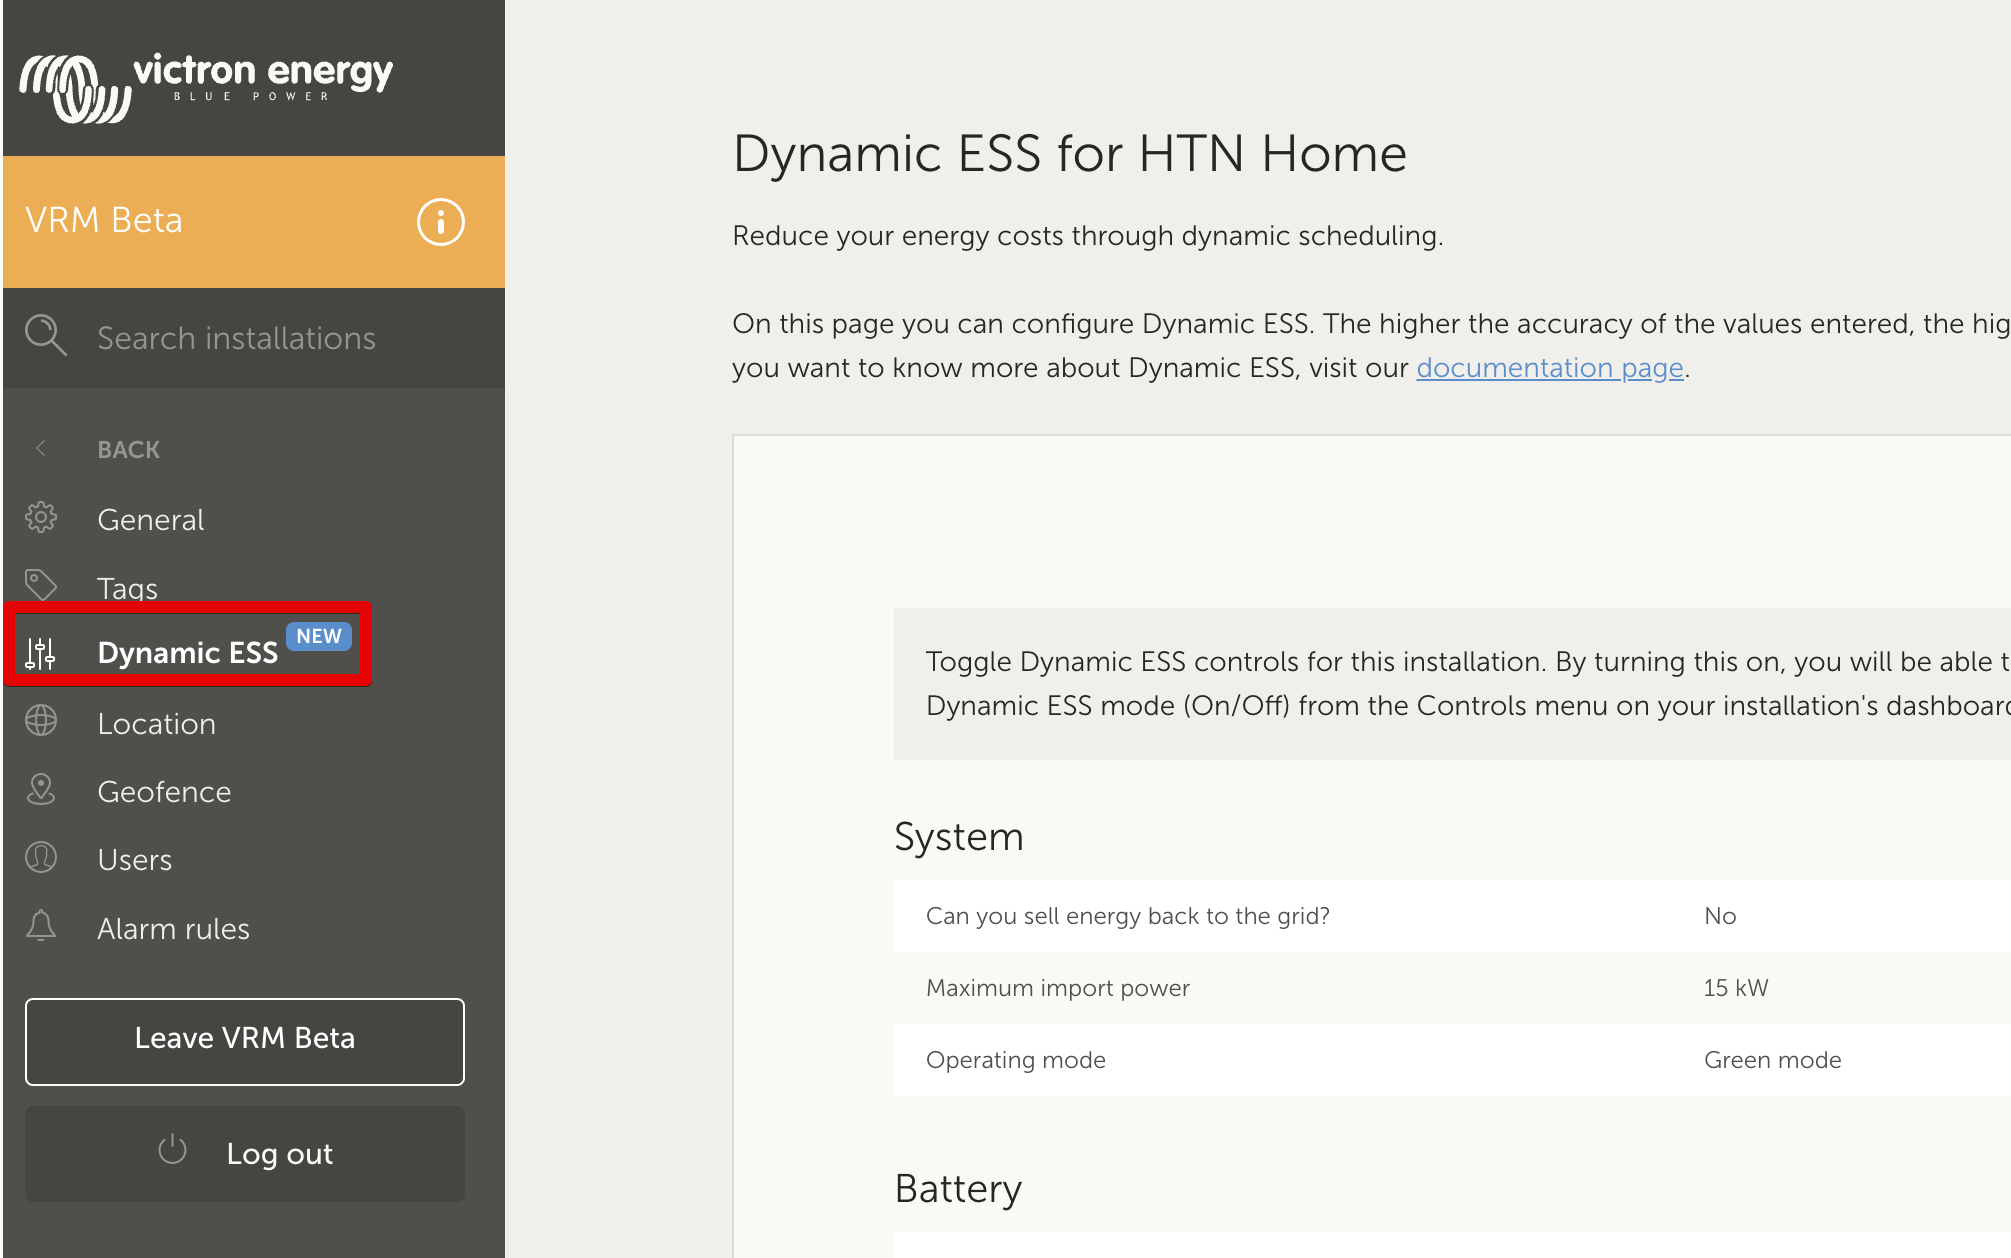 victron energy
BLUE POWER
VRM Beta
Search installations
BACK
General
Tags
Dynamic ESS NEW
Location
Geofence
Users
Alarm rules
Leave VRM Beta
Log out
Dynamic ESS for HTN Home
Reduce your energy costs through dynamic scheduling.
On this page you can configure Dynamic ESS. The higher the accuracy of the values entered, the
you want to know more about Dynamic ESS, visit our documentation page.
Toggle Dynamic ESS controls for this installation. By turning this on, you will be able
Dynamic ESS mode (On/Off) from the Controls menu on your installation's
System
Can you sell energy back to the grid? No
Maximum import power 15 kW
Operating mode Green mode
Battery